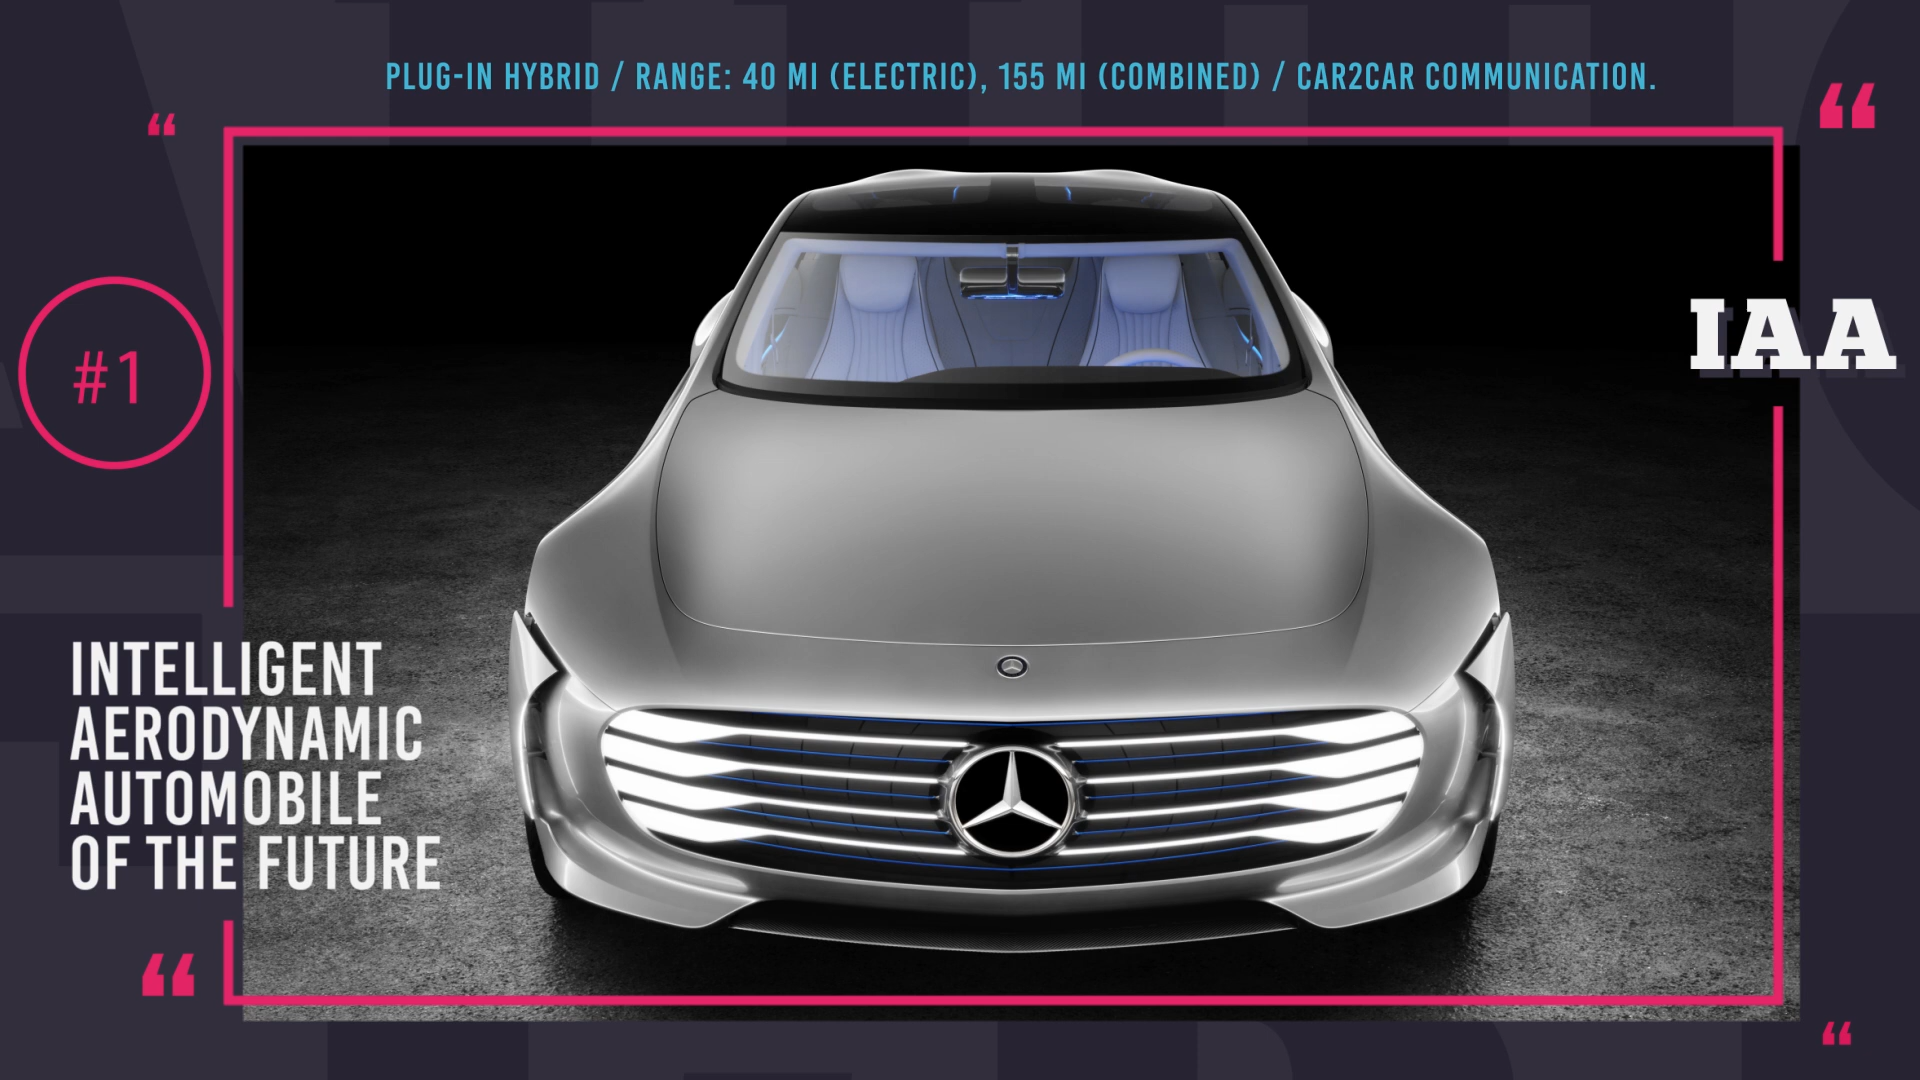 PLUG-IN HYBRID / RANGE: 40 MI (ELECTRIC), 155 MI (COMBINED) / CAR2CAR COMMUNICATION.
#1
IAA
INTELLIGENT
AERODYNAMIC
AUTOMOBILE
OF THE FUTURE